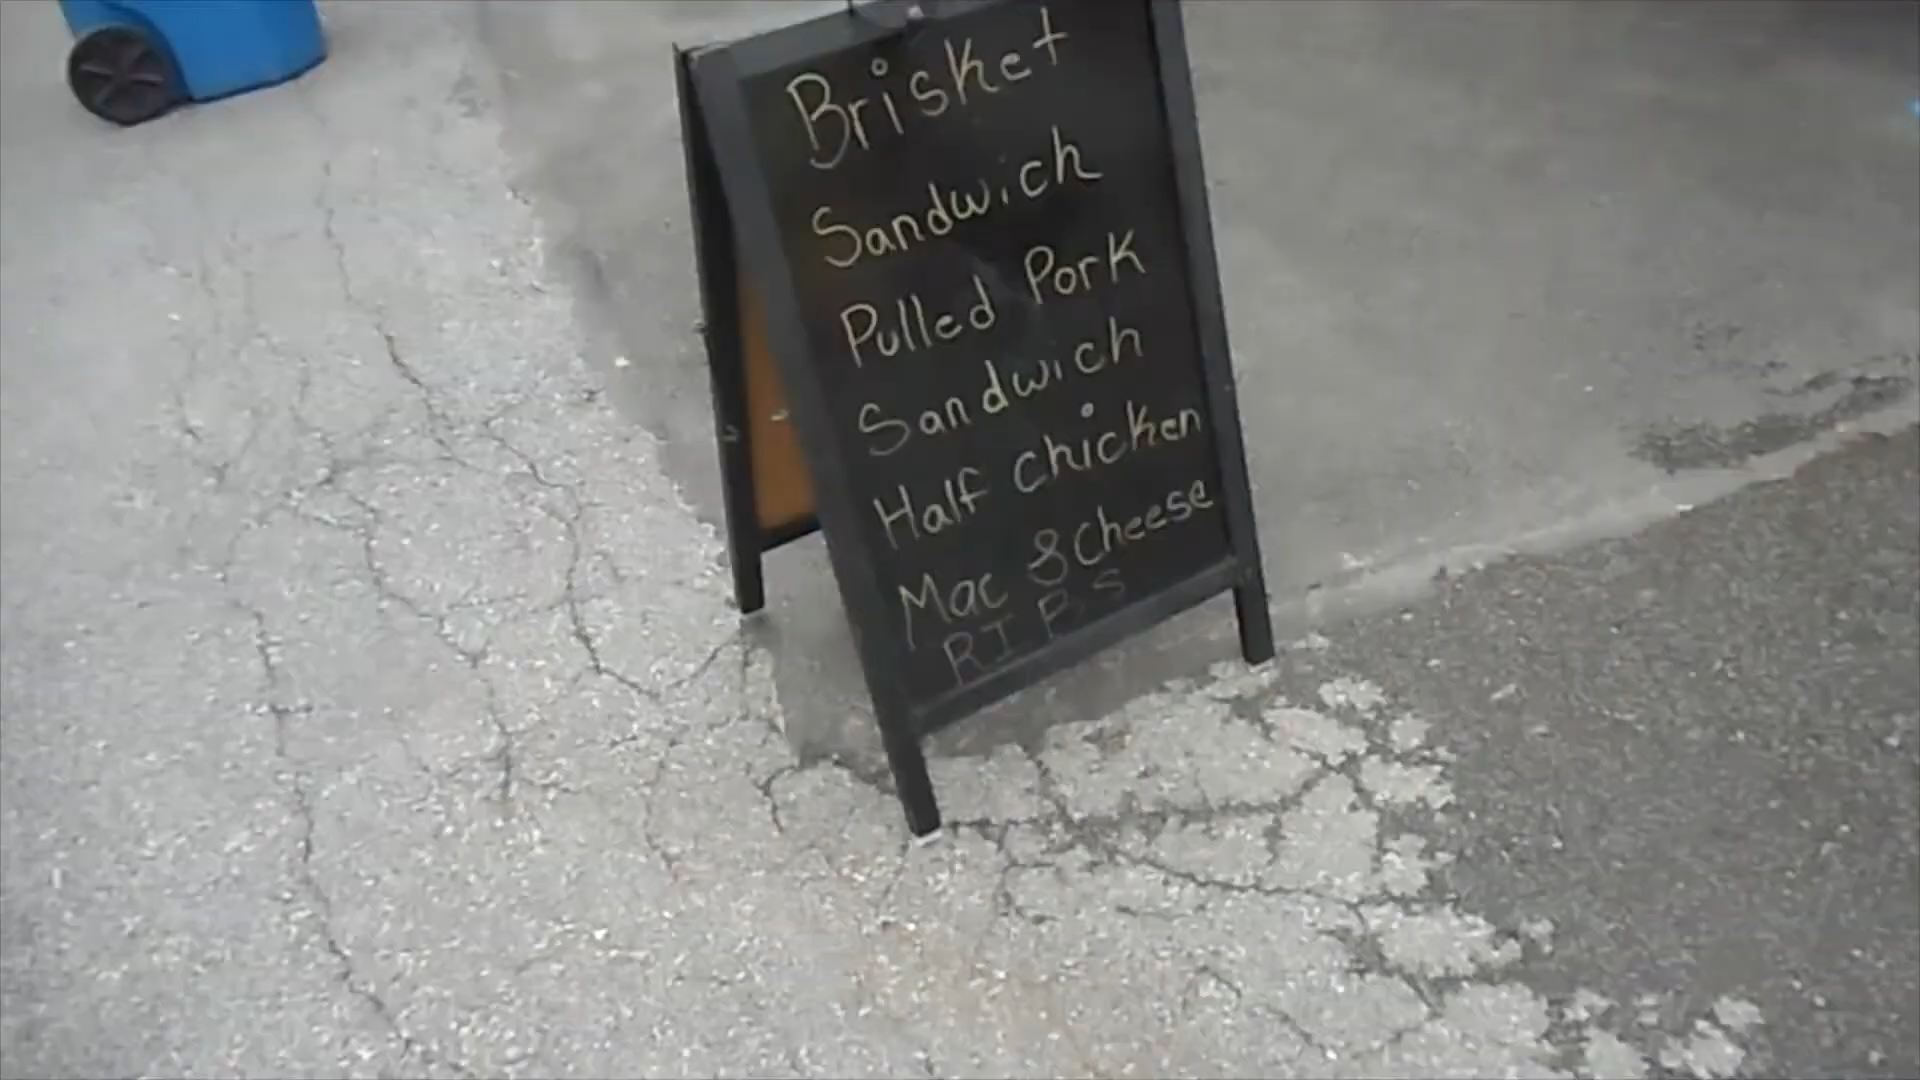 Brisket
Sandwich
Pulled Pork
Sandwich
Half chicken
Mac & Cheese
RIBS